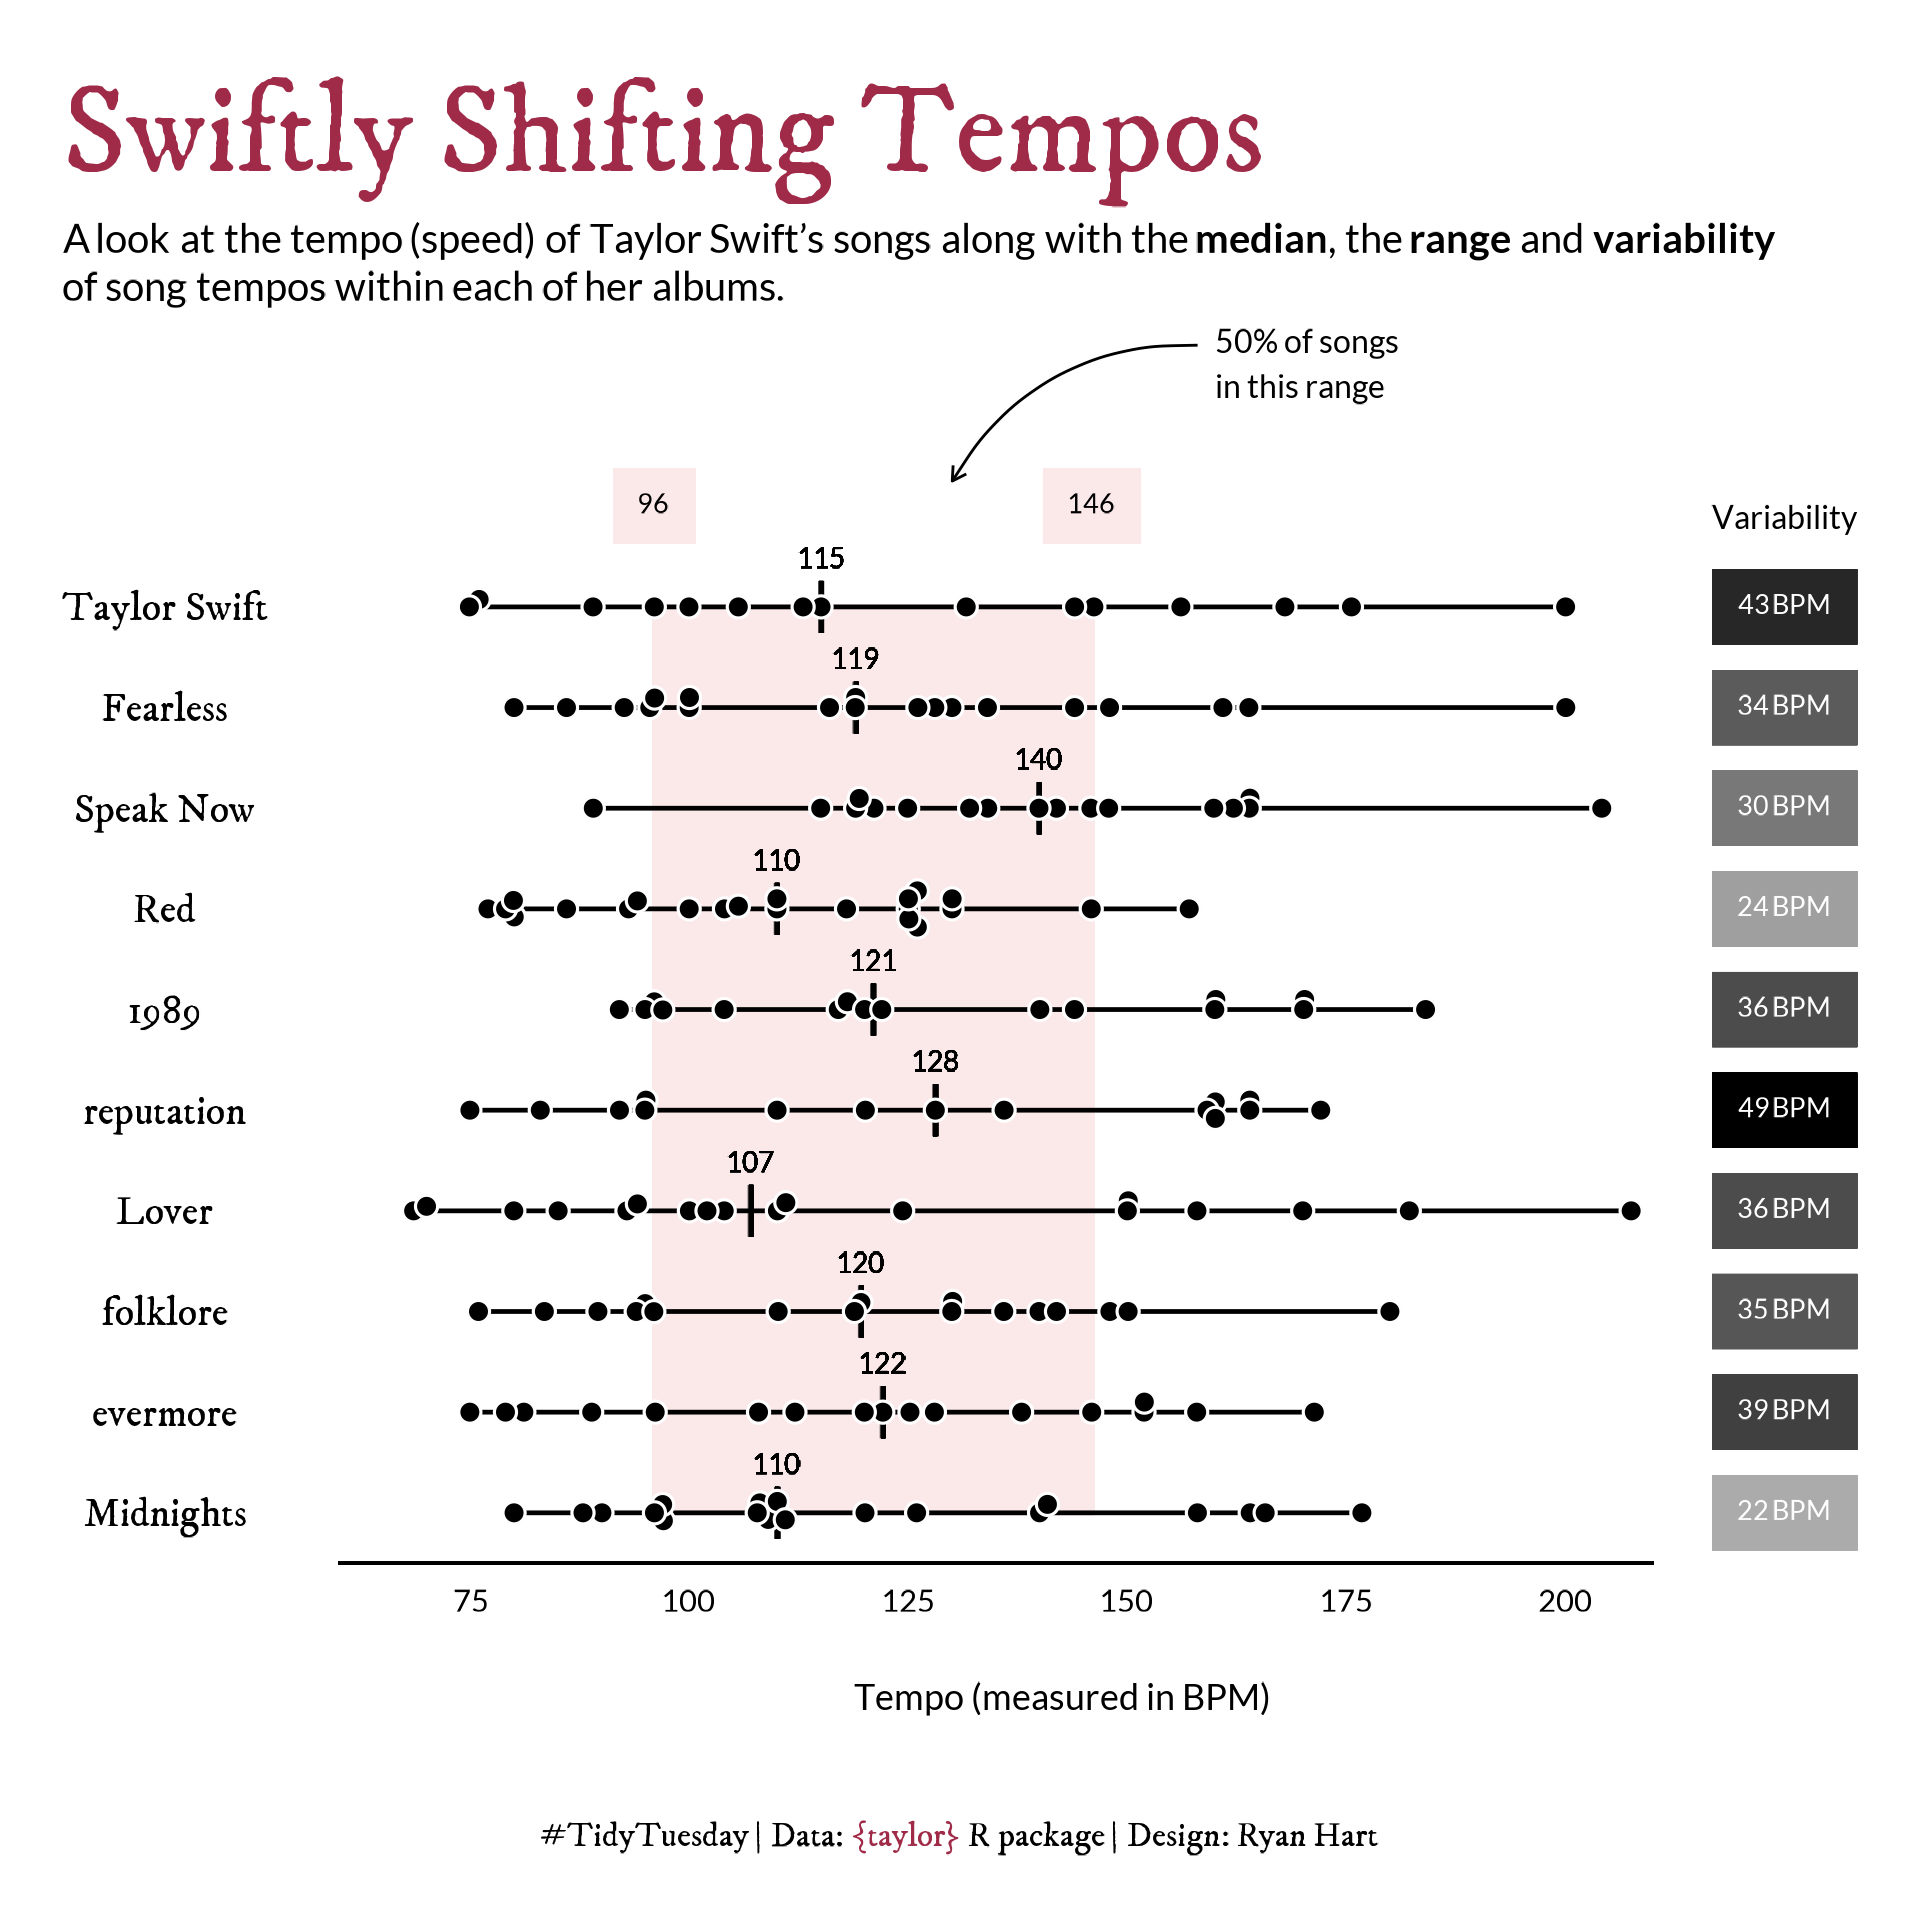 Swiftly Shifting Tempos
A look at the tempo (speed) of Taylor Swift’s songs along with the median, the range and variability
of song tempos within each of her albums.
50% of songs
in this range
96
146
Variability
115
Taylor Swift
43 BPM
119
Fearless
34 BPM
140
Speak Now
30 BPM
110
Red
24 BPM
121
1989
36 BPM
128
reputation
49 BPM
107
Lover
36 BPM
120
folklore
35 BPM
122
evermore
39 BPM
110
Midnights
22 BPM
75 100 125 150 175 200
Tempo (measured in BPM)
#TidyTuesday | Data: {taylor} R package | Design: Ryan Hart